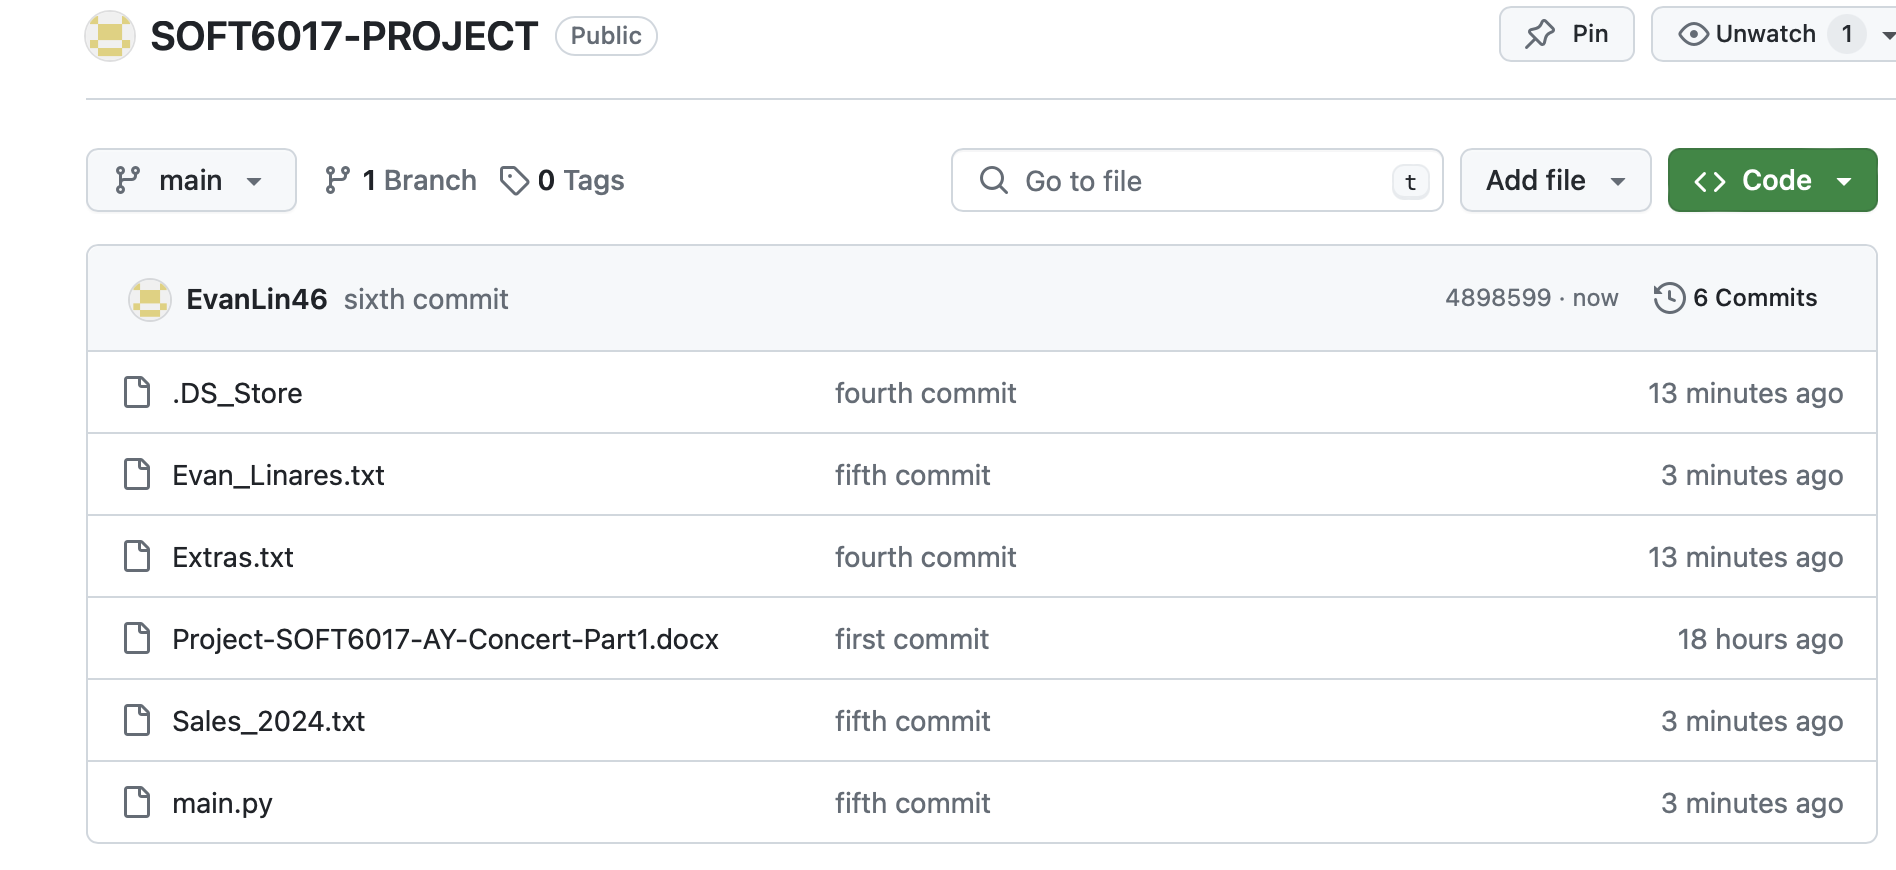 SOFT6017-PROJECT Public Pin Unwatch 1
main 1 Branch 0 Tags Go to file t Add file Code
EvanLin46 sixth commit 4898599 · now 6 Commits
.DS_Store fourth commit 13 minutes ago
Evan_Linares.txt fifth commit 3 minutes ago
Extras.txt fourth commit 13 minutes ago
Project-SOFT6017-AY-Concert-Part1.docx first commit 18 hours ago
Sales_2024.txt fifth commit 3 minutes ago
main.py fifth commit 3 minutes ago